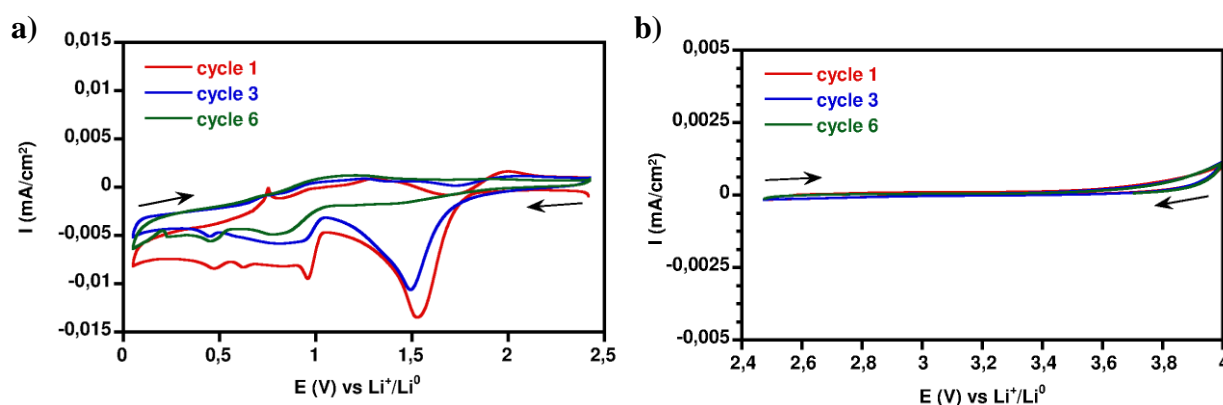 a)
0,015
0,01
0,005
0
-0,005
-0,01
-0,015
I (mA/cm²)
cycle 1
cycle 3
cycle 6
0 0,5 1 1,5 2 2,5
E (V) vs Li⁺/Li⁰
b)
0,005
0,0025
0
-0,0025
-0,005
I (mA/cm²)
cycle 1
cycle 3
cycle 6
2,4 2,6 3 3,2 3,4 3,6 3,8 4
E (V) vs Li⁺/Li⁰